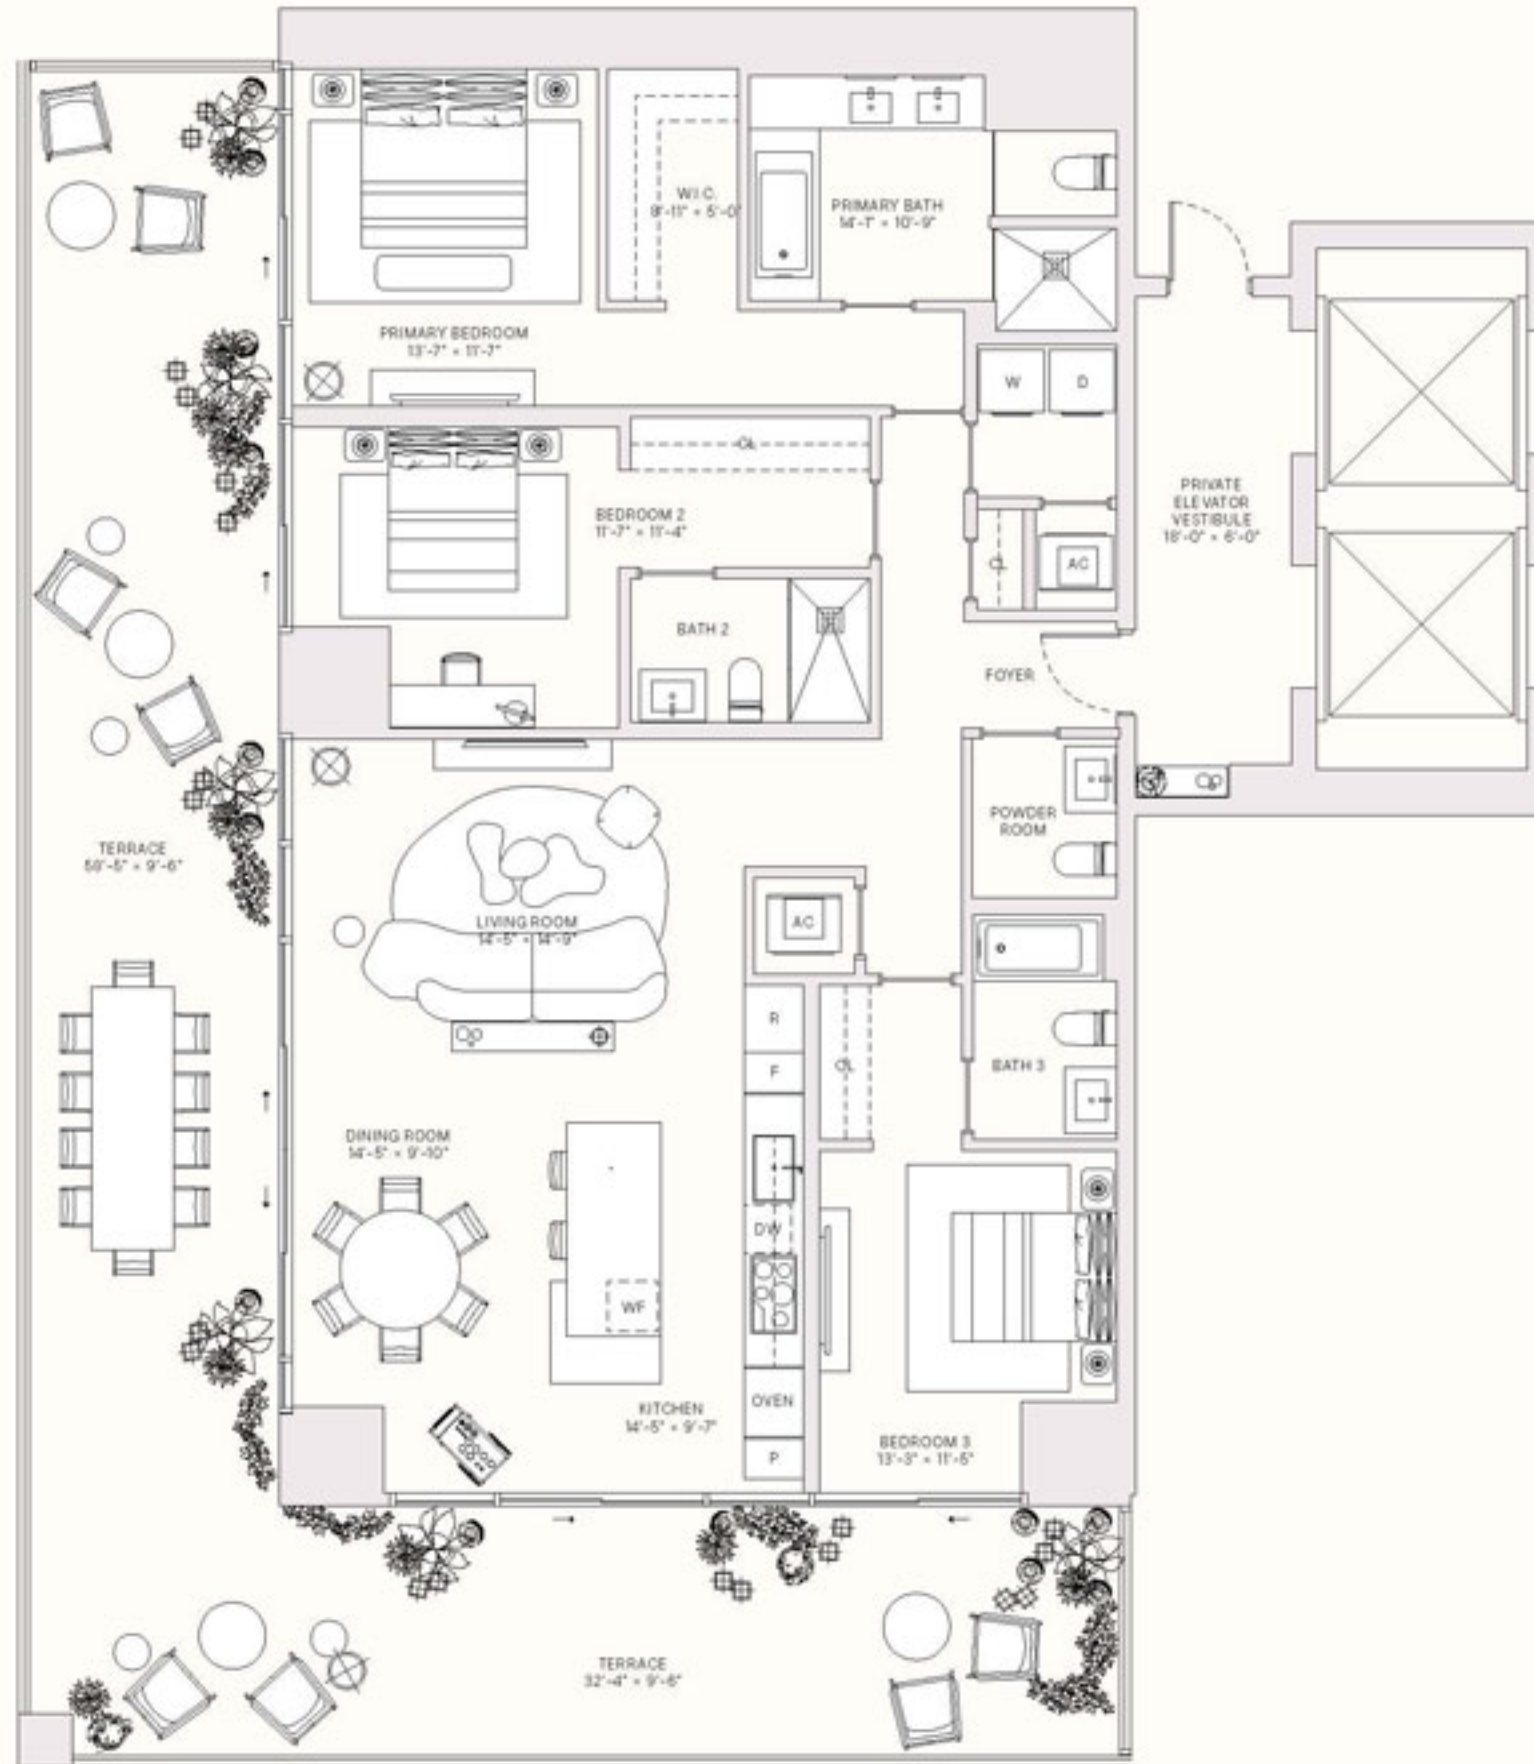 W.I.C.
8'-11" × 5'-0"
PRIMARY BATH
14'-1" × 10'-9"
PRIMARY BEDROOM
13'-7" × 11'-7"
W
D
CL
BEDROOM 2
11'-7" × 11'-4"
PRIVATE
ELEVATOR
VESTIBULE
18'-0" × 6'-0"
CL
AC
BATH 2
FOYER
POWDER
ROOM
TERRACE
58'-5" × 9'-6"
LIVING ROOM
14'-5" × 14'-9"
AC
R
F
CL
BATH 3
DINING ROOM
14'-5" × 9'-10"
DW
WF
OVEN
KITCHEN
14'-5" × 9'-7"
P
BEDROOM 3
13'-3" × 11'-5"
TERRACE
32'-4" × 9'-6"